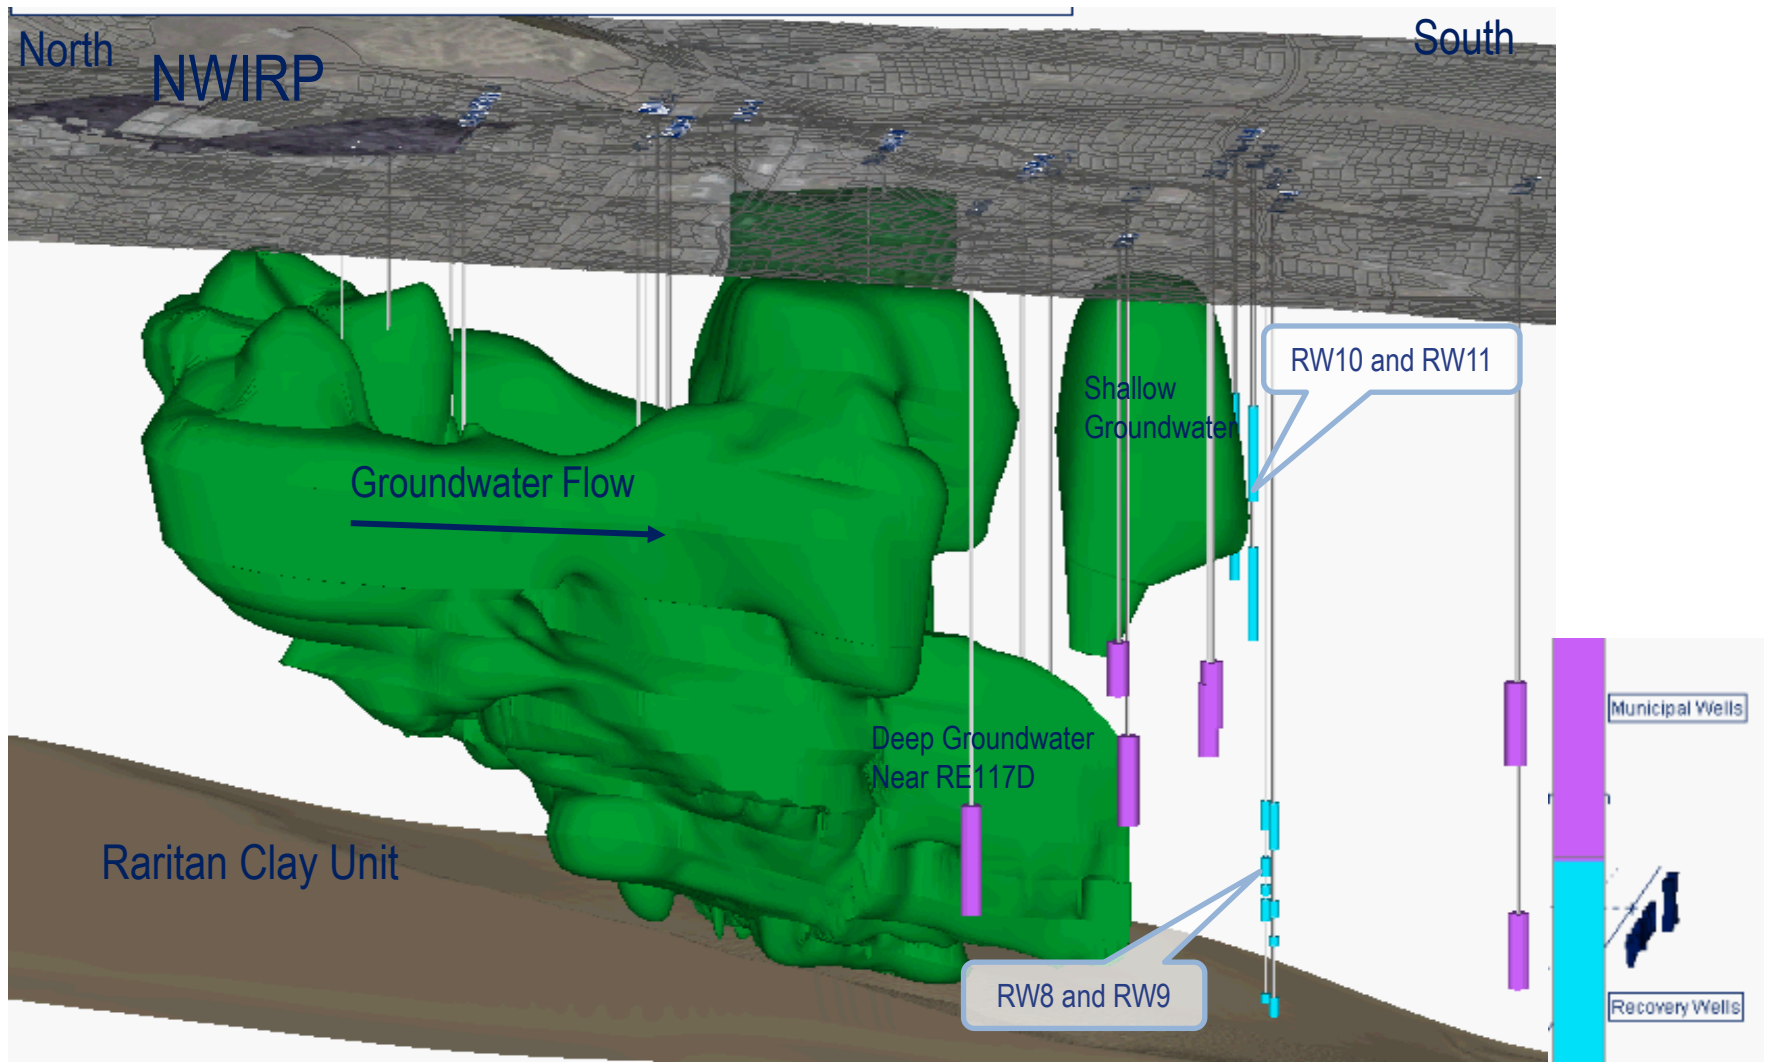 North
NWIRP
South
RW10 and RW11
Shallow
Groundwater
Groundwater Flow
Deep Groundwater
Near RE117D
Municipal Wells
Raritan Clay Unit
RW8 and RW9
Recovery Wells